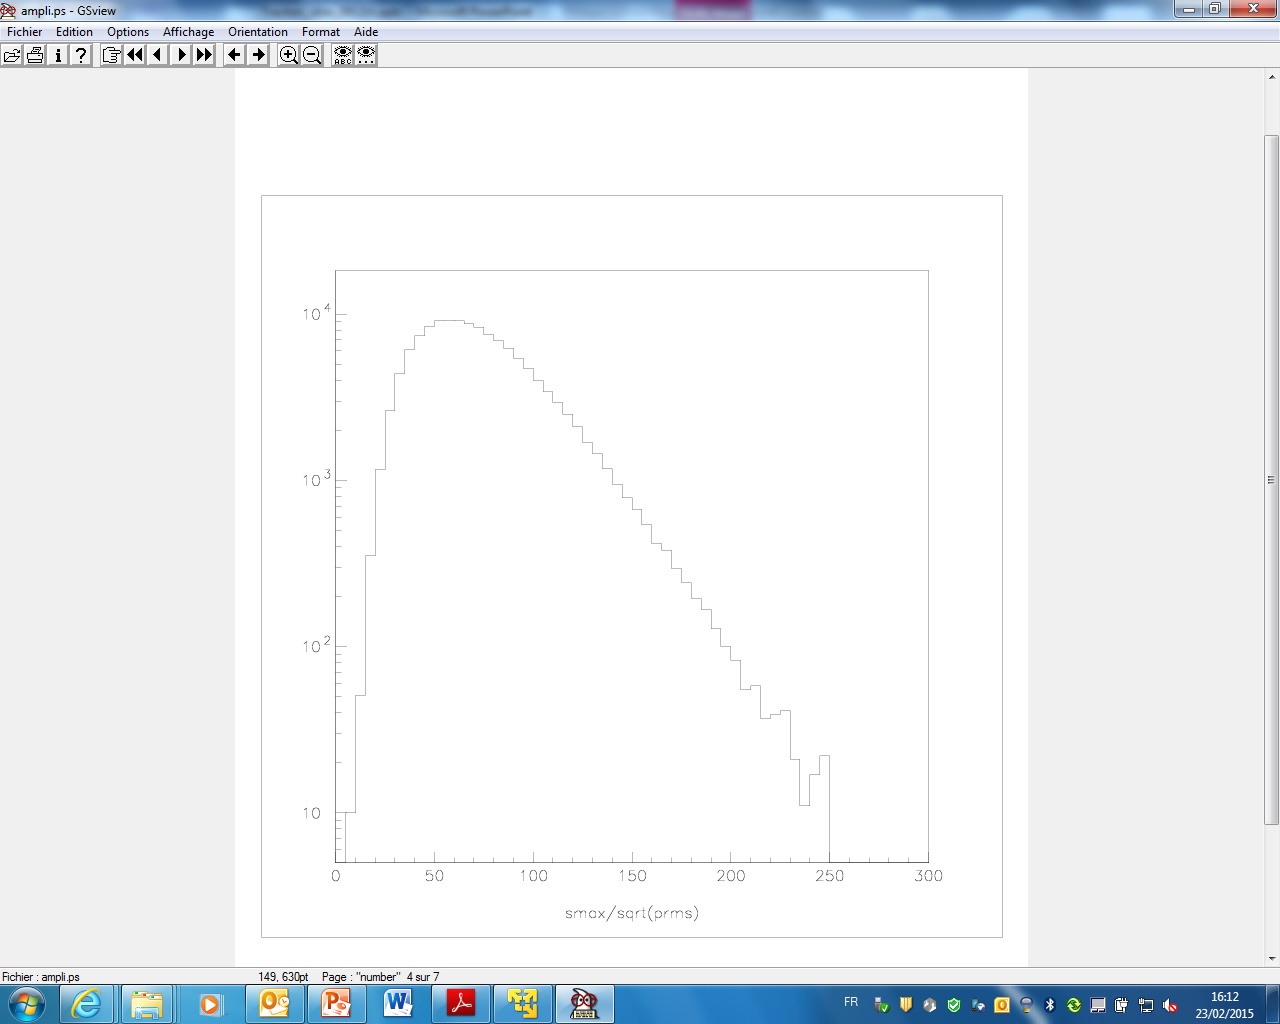 ampli.ps - GSview
Fichier Edition Options Affichage Orientation Format Aide
10^4
10^3
10^2
10
0 50 100 150 200 250 300
smax/sqrt(prms)
Fichier : ampli.ps 149, 630pt Page : "number" 4 sur 7
FR
16:12
23/02/2015